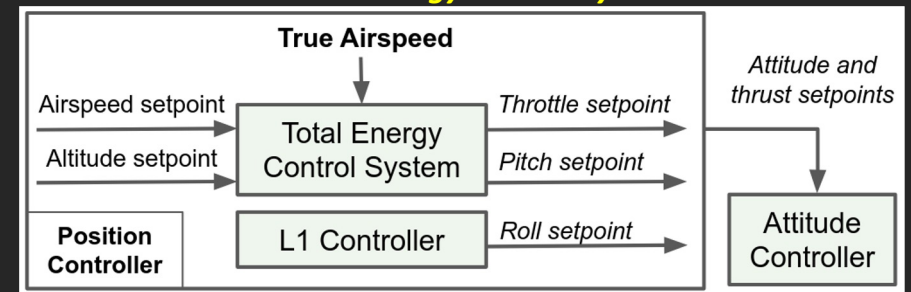 True Airspeed
Attitude and
thrust setpoints
Airspeed setpoint
Throttle setpoint
Total Energy
Control System
Altitude setpoint
Pitch setpoint
Position
Controller
L1 Controller
Roll setpoint
Attitude
Controller